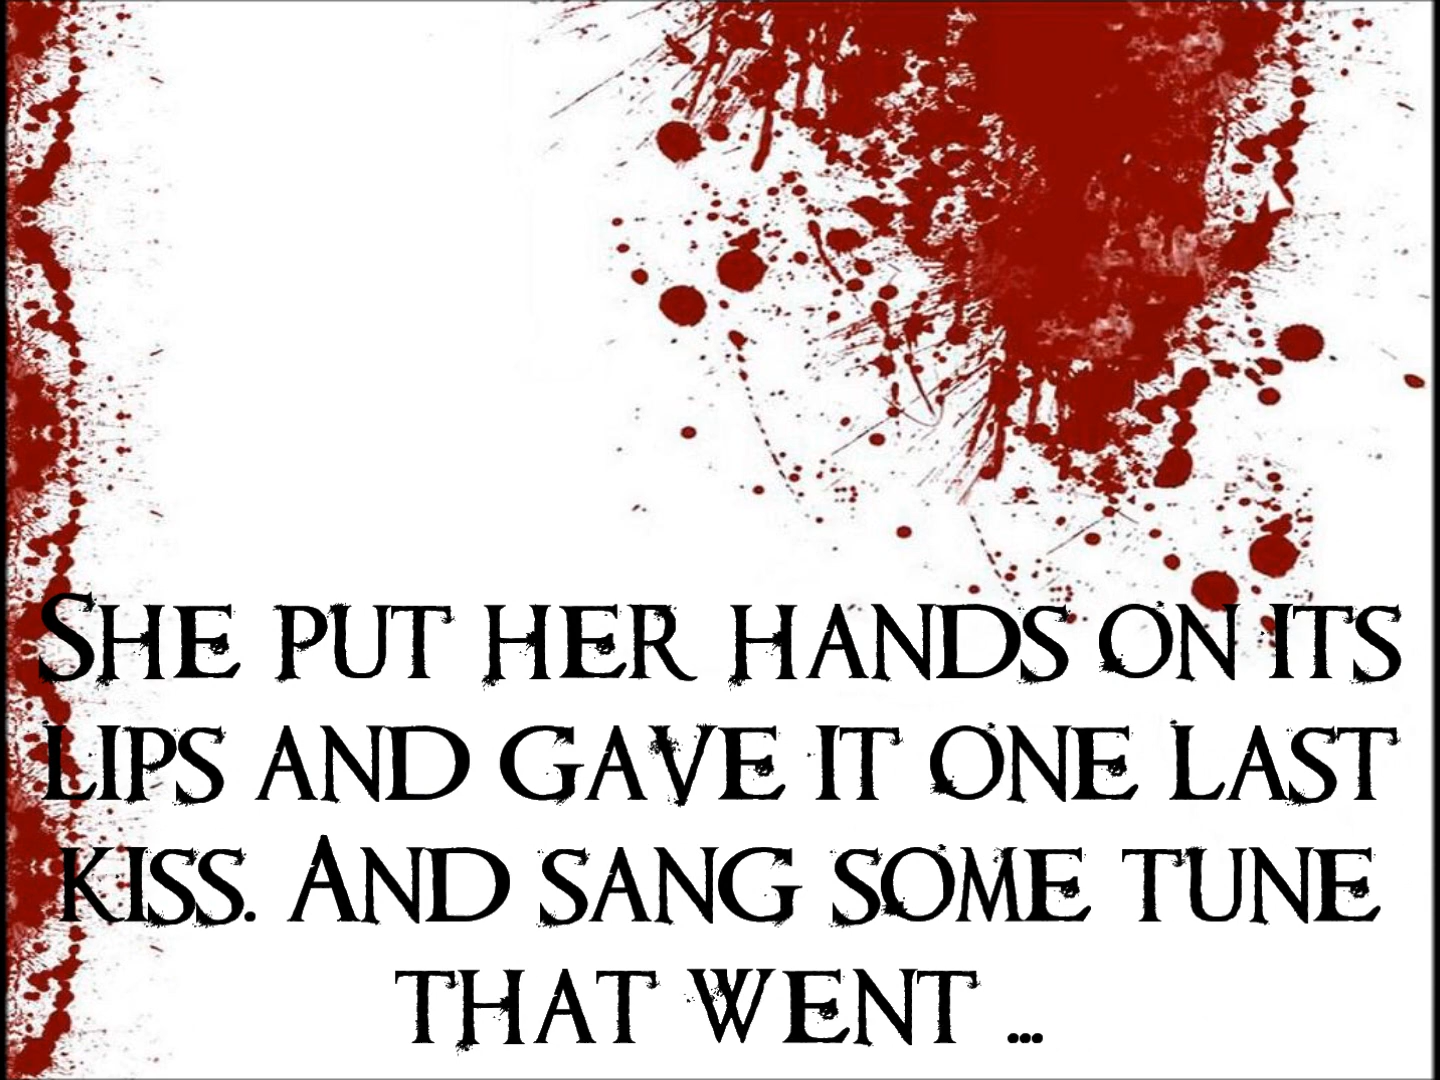 She put her hands on its
lips and gave it one last
kiss. And sang some tune
that went ...